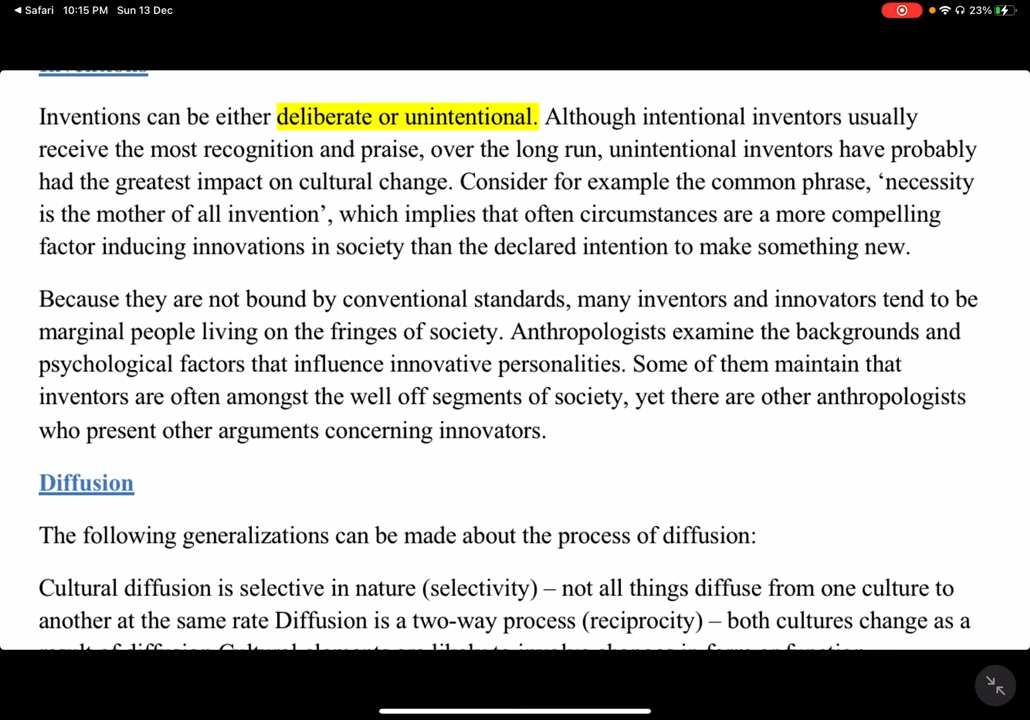 Safari 10:15 PM Sun 13 Dec 23%
Inventions can be either deliberate or unintentional. Although intentional inventors usually
receive the most recognition and praise, over the long run, unintentional inventors have probably
had the greatest impact on cultural change. Consider for example the common phrase, ‘necessity
is the mother of all invention’, which implies that often circumstances are a more compelling
factor inducing innovations in society than the declared intention to make something new.
Because they are not bound by conventional standards, many inventors and innovators tend to be
marginal people living on the fringes of society. Anthropologists examine the backgrounds and
psychological factors that influence innovative personalities. Some of them maintain that
inventors are often amongst the well off segments of society, yet there are other anthropologists
who present other arguments concerning innovators.
Diffusion
The following generalizations can be made about the process of diffusion:
Cultural diffusion is selective in nature (selectivity) – not all things diffuse from one culture to
another at the same rate Diffusion is a two-way process (reciprocity) – both cultures change as a